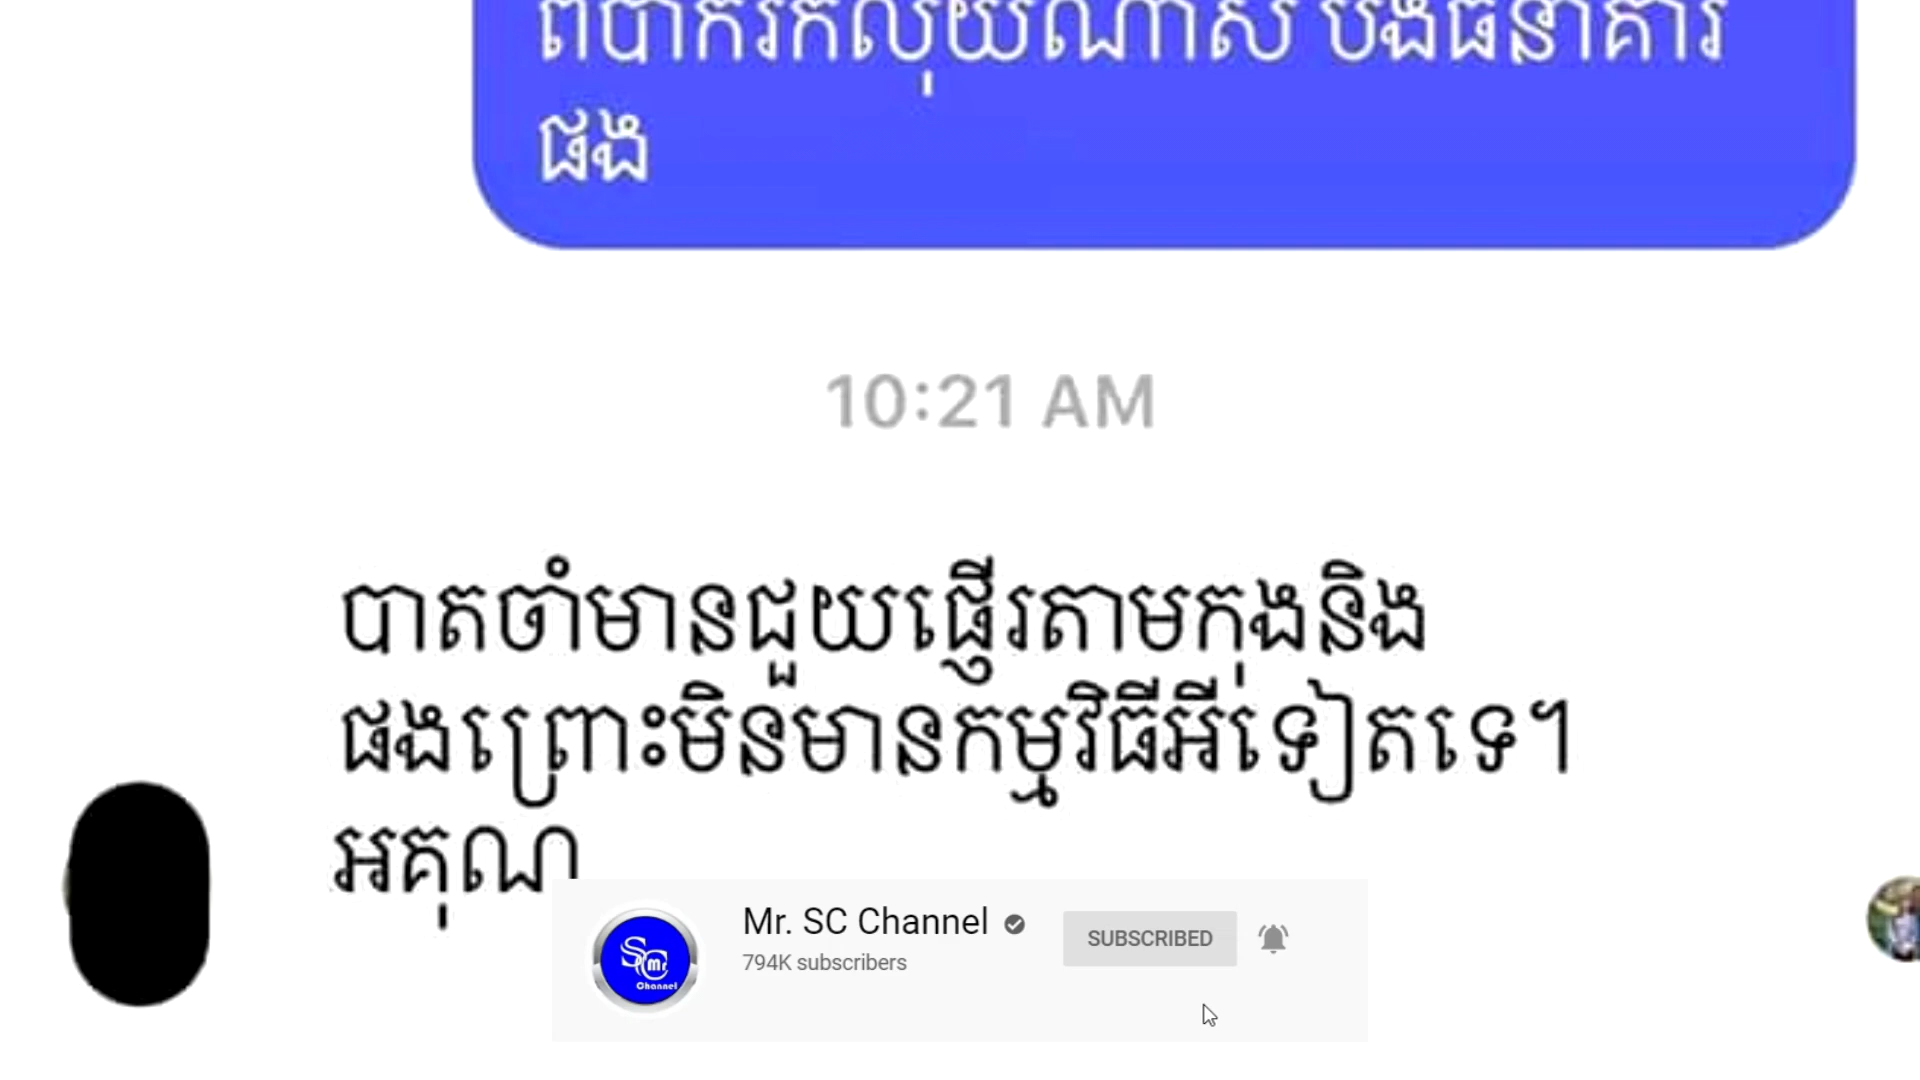 ពីបាករកលុយណាស់ បង់ធនាគារ
ផង
10:21 AM
បាតចាំមានជួយផ្ញើរតាមកុងនិង
ផងព្រោះមិនមានកម្មវិធីអីទៀតទេ។
អគុណ
Mr. SC Channel
794K subscribers
SUBSCRIBED
SC
mr
Channel